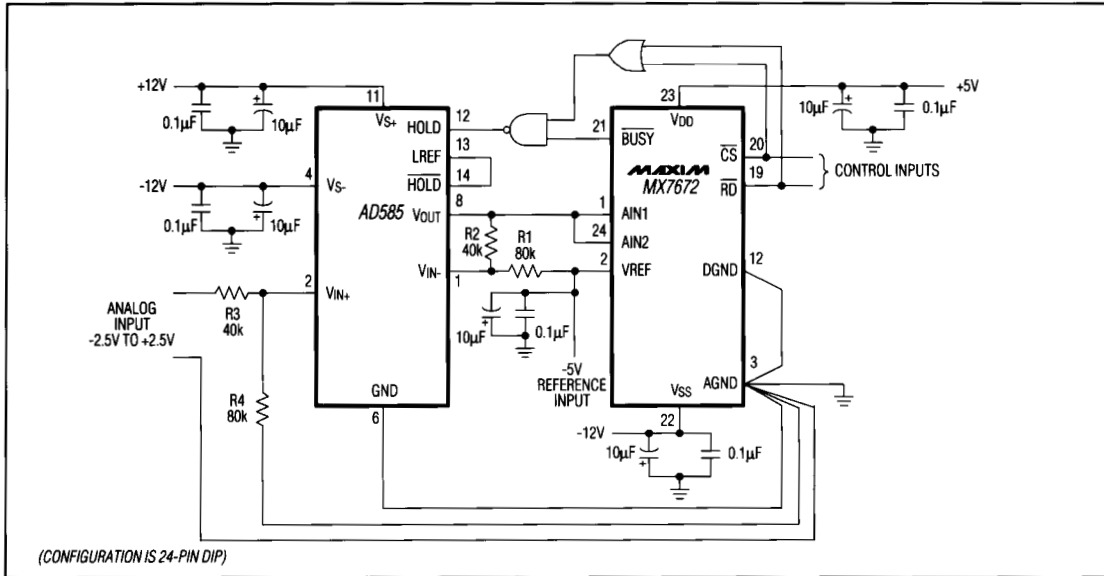 +12V
0.1µF
10µF
11
VS+
12
HOLD
13
LREF
14
HOLD
-12V
4
VS-
0.1µF
10µF
AD585
8
VOUT
VIN-
1
R2
40k
R1
80k
2
VIN+
ANALOG
INPUT
-2.5V TO +2.5V
R3
40k
R4
80k
GND
6
10µF
0.1µF
-5V
REFERENCE
INPUT
23
VDD
+5V
10µF
0.1µF
21
BUSY
20
CS
19
RD
CONTROL INPUTS
MAXIM
MX7672
1
AIN1
24
AIN2
2
VREF
12
DGND
3
AGND
VSS
22
-12V
10µF
0.1µF
(CONFIGURATION IS 24-PIN DIP)